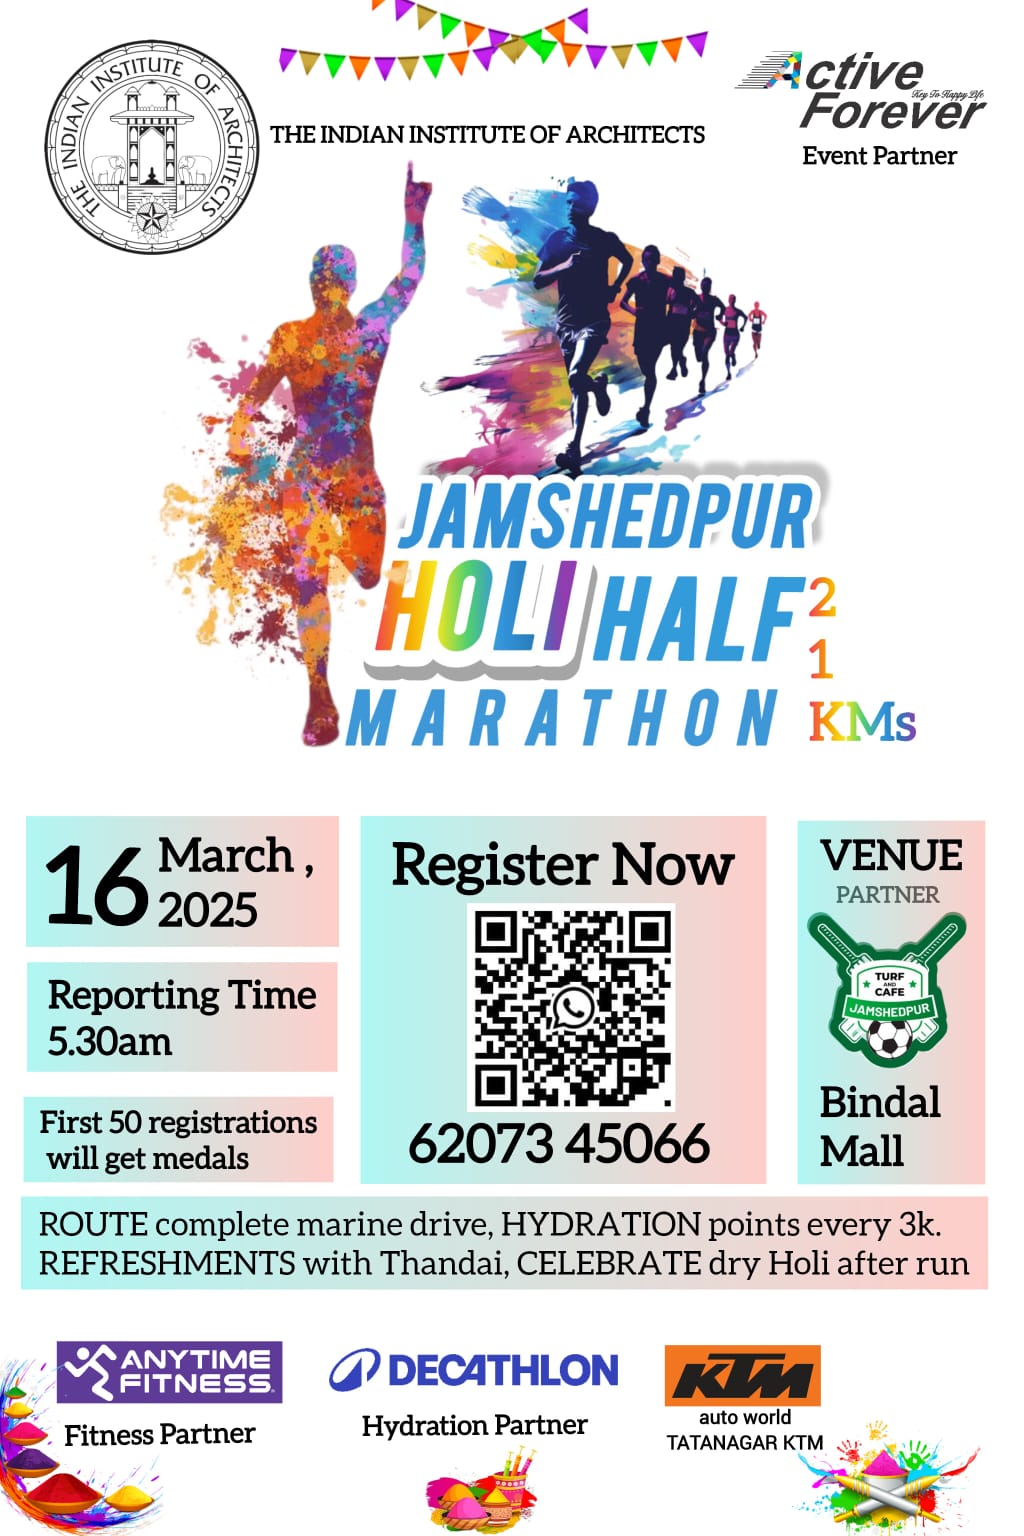 THE INDIAN INSTITUTE OF ARCHITECTS
THE INDIAN INSTITUTE OF ARCHITECTS
Active
Key To Happy Life
Forever
Event Partner
JAMSHEDPUR
HOLI HALF
MARATHON
2
1
KMs
16 March ,
2025
Reporting Time
5.30am
First 50 registrations
will get medals
Register Now
62073 45066
VENUE
PARTNER
TURF
AND
CAFE
JAMSHEDPUR
Bindal
Mall
ROUTE complete marine drive, HYDRATION points every 3k.
REFRESHMENTS with Thandai, CELEBRATE dry Holi after run
ANYTIME
FITNESS
Fitness Partner
DECATHLON
Hydration Partner
KTM
auto world
TATANAGAR KTM